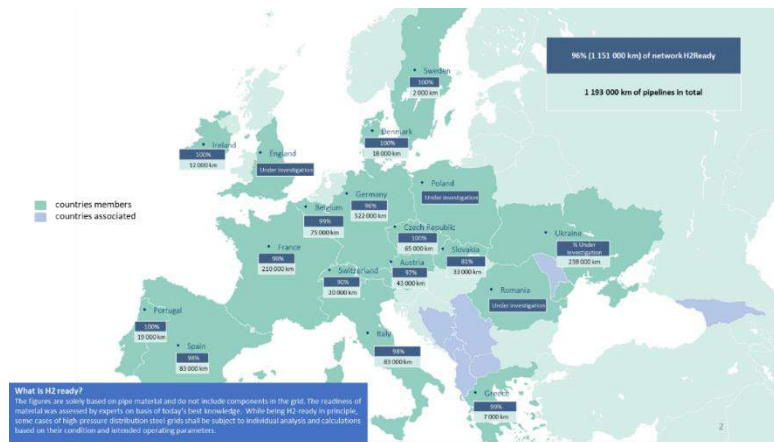 96% (1 151 000 km) of network H2Ready
1 193 000 km of pipelines in total
Sweden
100%
2 000 km
Denmark
100%
18 000 km
Ireland
100%
12 000 km
England
Under investigation
Poland
Under investigation
Germany
96%
522 000 km
Belgium
99%
75 000 km
countries members
countries associated
Czech Republic
100%
65 000 km
Ukraine
% Under
investigation
238 000 km
Slovakia
81%
33 000 km
France
98%
210 000 km
Austria
97%
43 000 km
Switzerland
90%
20 000 km
Romania
Under investigation
Portugal
100%
19 000 km
Italy
98%
83 000 km
Spain
98%
83 000 km
Greece
99%
7 000 km
What is H2 ready?
The figures are solely based on pipe material and do not include components in the grid. The readiness of
material was assessed by experts on basis of today's best knowledge. While being H2-ready in principle,
some cases of high pressure distribution steel grids shall be subject to individual analysis and calculations
based on their condition and intended operating parameters.
2